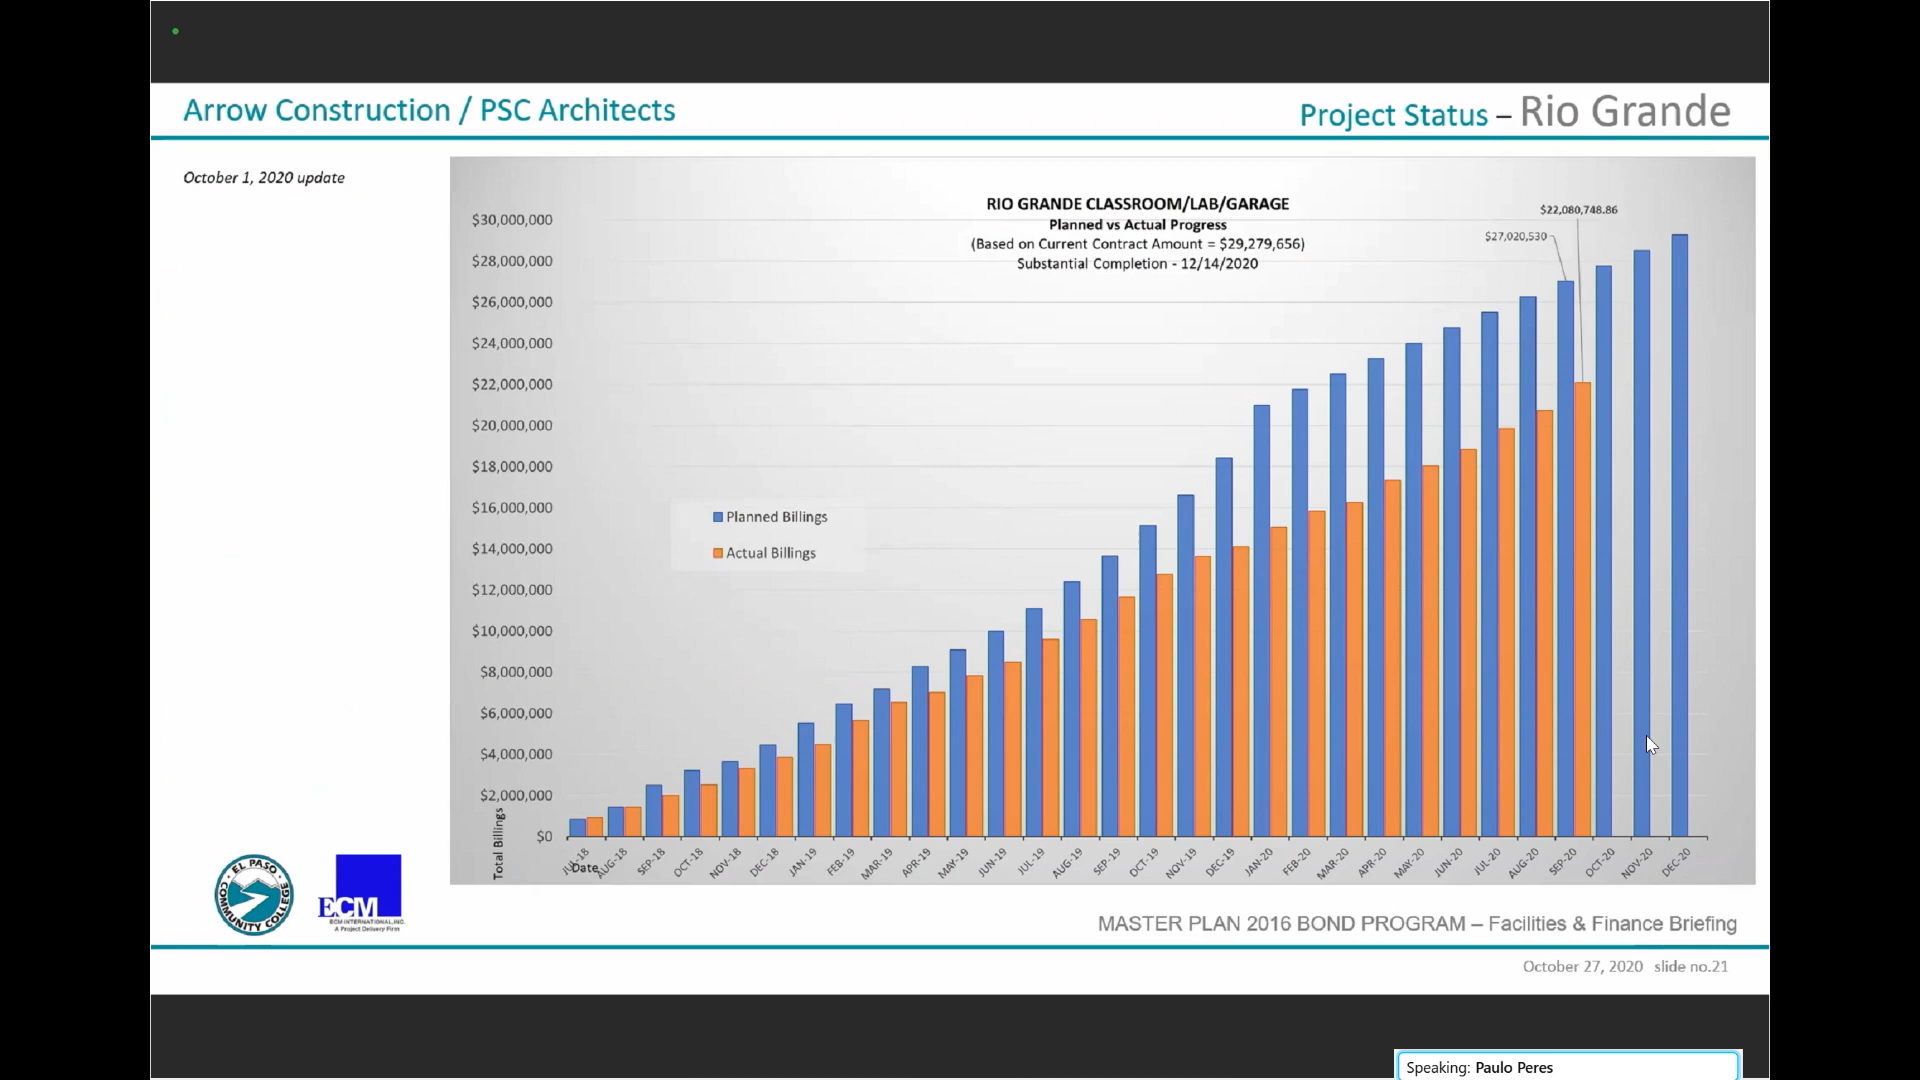 Arrow Construction / PSC Architects
Project Status – Rio Grande
October 1, 2020 update
RIO GRANDE CLASSROOM/LAB/GARAGE
Planned vs Actual Progress
(Based on Current Contract Amount = $29,279,656)
Substantial Completion - 12/14/2020
$22,080,748.86
$27,020,530
$30,000,000
$28,000,000
$26,000,000
$24,000,000
$22,000,000
$20,000,000
$18,000,000
$16,000,000
$14,000,000
$12,000,000
$10,000,000
$8,000,000
$6,000,000
$4,000,000
$2,000,000
$0
Planned Billings
Actual Billings
Total Billings
Date
JUL-18 AUG-18 SEP-18 OCT-18 NOV-18 DEC-18 JAN-19 FEB-19 MAR-19 APR-19 MAY-19 JUN-19 JUL-19 AUG-19 SEP-19 OCT-19 NOV-19 DEC-19 JAN-20 FEB-20 MAR-20 APR-20 MAY-20 JUN-20 JUL-20 AUG-20 SEP-20 OCT-20 NOV-20 DEC-20
EL PASO
COMMUNITY COLLEGE
ECM
ECM INTERNATIONAL, INC.
A Project Delivery Firm
MASTER PLAN 2016 BOND PROGRAM – Facilities & Finance Briefing
October 27, 2020 slide no.21
Speaking: Paulo Peres